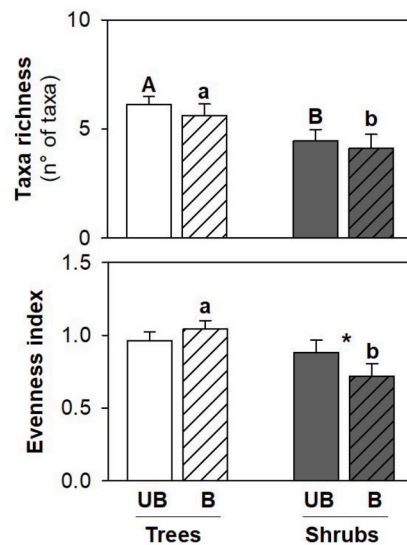 Taxa richness
(n° of taxa)
10
5
0
A
a
B
b
Evenness index
1.5
1.0
0.5
0.0
a
*
b
UB B UB B
Trees Shrubs